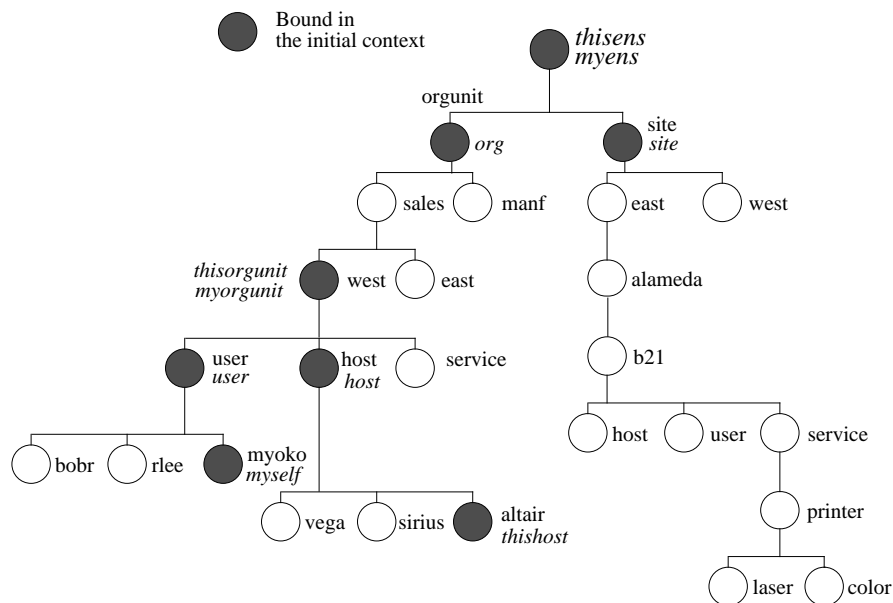 Bound in
the initial context
thisens
myens
orgunit
org
site
site
sales
manf
east
west
thisorgunit
myorgunit
west
east
alameda
user
user
host
host
service
b21
bobr
rlee
myoko
myself
host
user
service
vega
sirius
altair
thishost
printer
laser
color